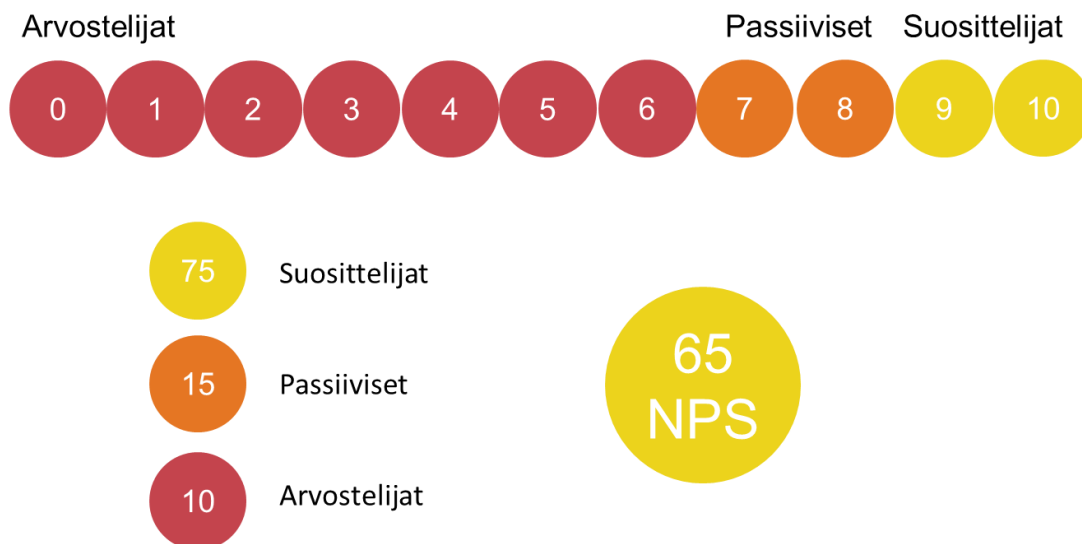 Arvostelijat Passiiviset Suosittelijat
0 1 2 3 4 5 6 7 8 9 10
75 Suosittelijat
15 Passiiviset
10 Arvostelijat
65
NPS